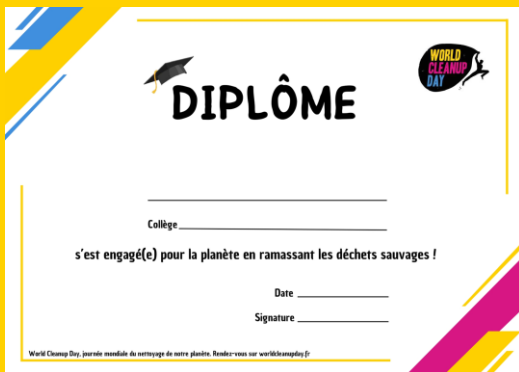 WORLD
CLEANUP
DAY
DIPLÔME
Collège
s'est engagé(e) pour la planète en ramassant les déchets sauvages !
Date
Signature
World Cleanup Day, journée mondiale du nettoyage de notre planète. Rendez-vous sur worldcleanupday.fr